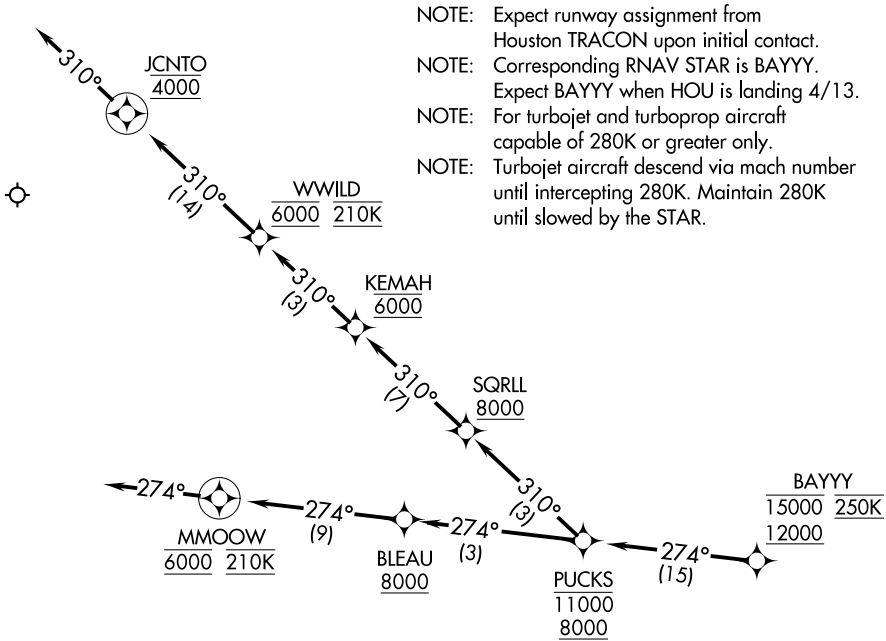 NOTE: Expect runway assignment from
Houston TRACON upon initial contact.
NOTE: Corresponding RNAV STAR is BAYYY.
Expect BAYYY when HOU is landing 4/13.
NOTE: For turbojet and turboprop aircraft
capable of 280K or greater only.
NOTE: Turbojet aircraft descend via mach number
until intercepting 280K. Maintain 280K
until slowed by the STAR.
310°
JCNTO
4000
310°
(14)
WWILD
6000 210K
310°
(3)
KEMAH
6000
310°
(7)
SQRLL
8000
310°
(3)
274°
MMOOW
6000 210K
274°
(9)
BLEAU
8000
274°
(3)
PUCKS
11000
8000
274°
(15)
BAYYY
15000 250K
12000